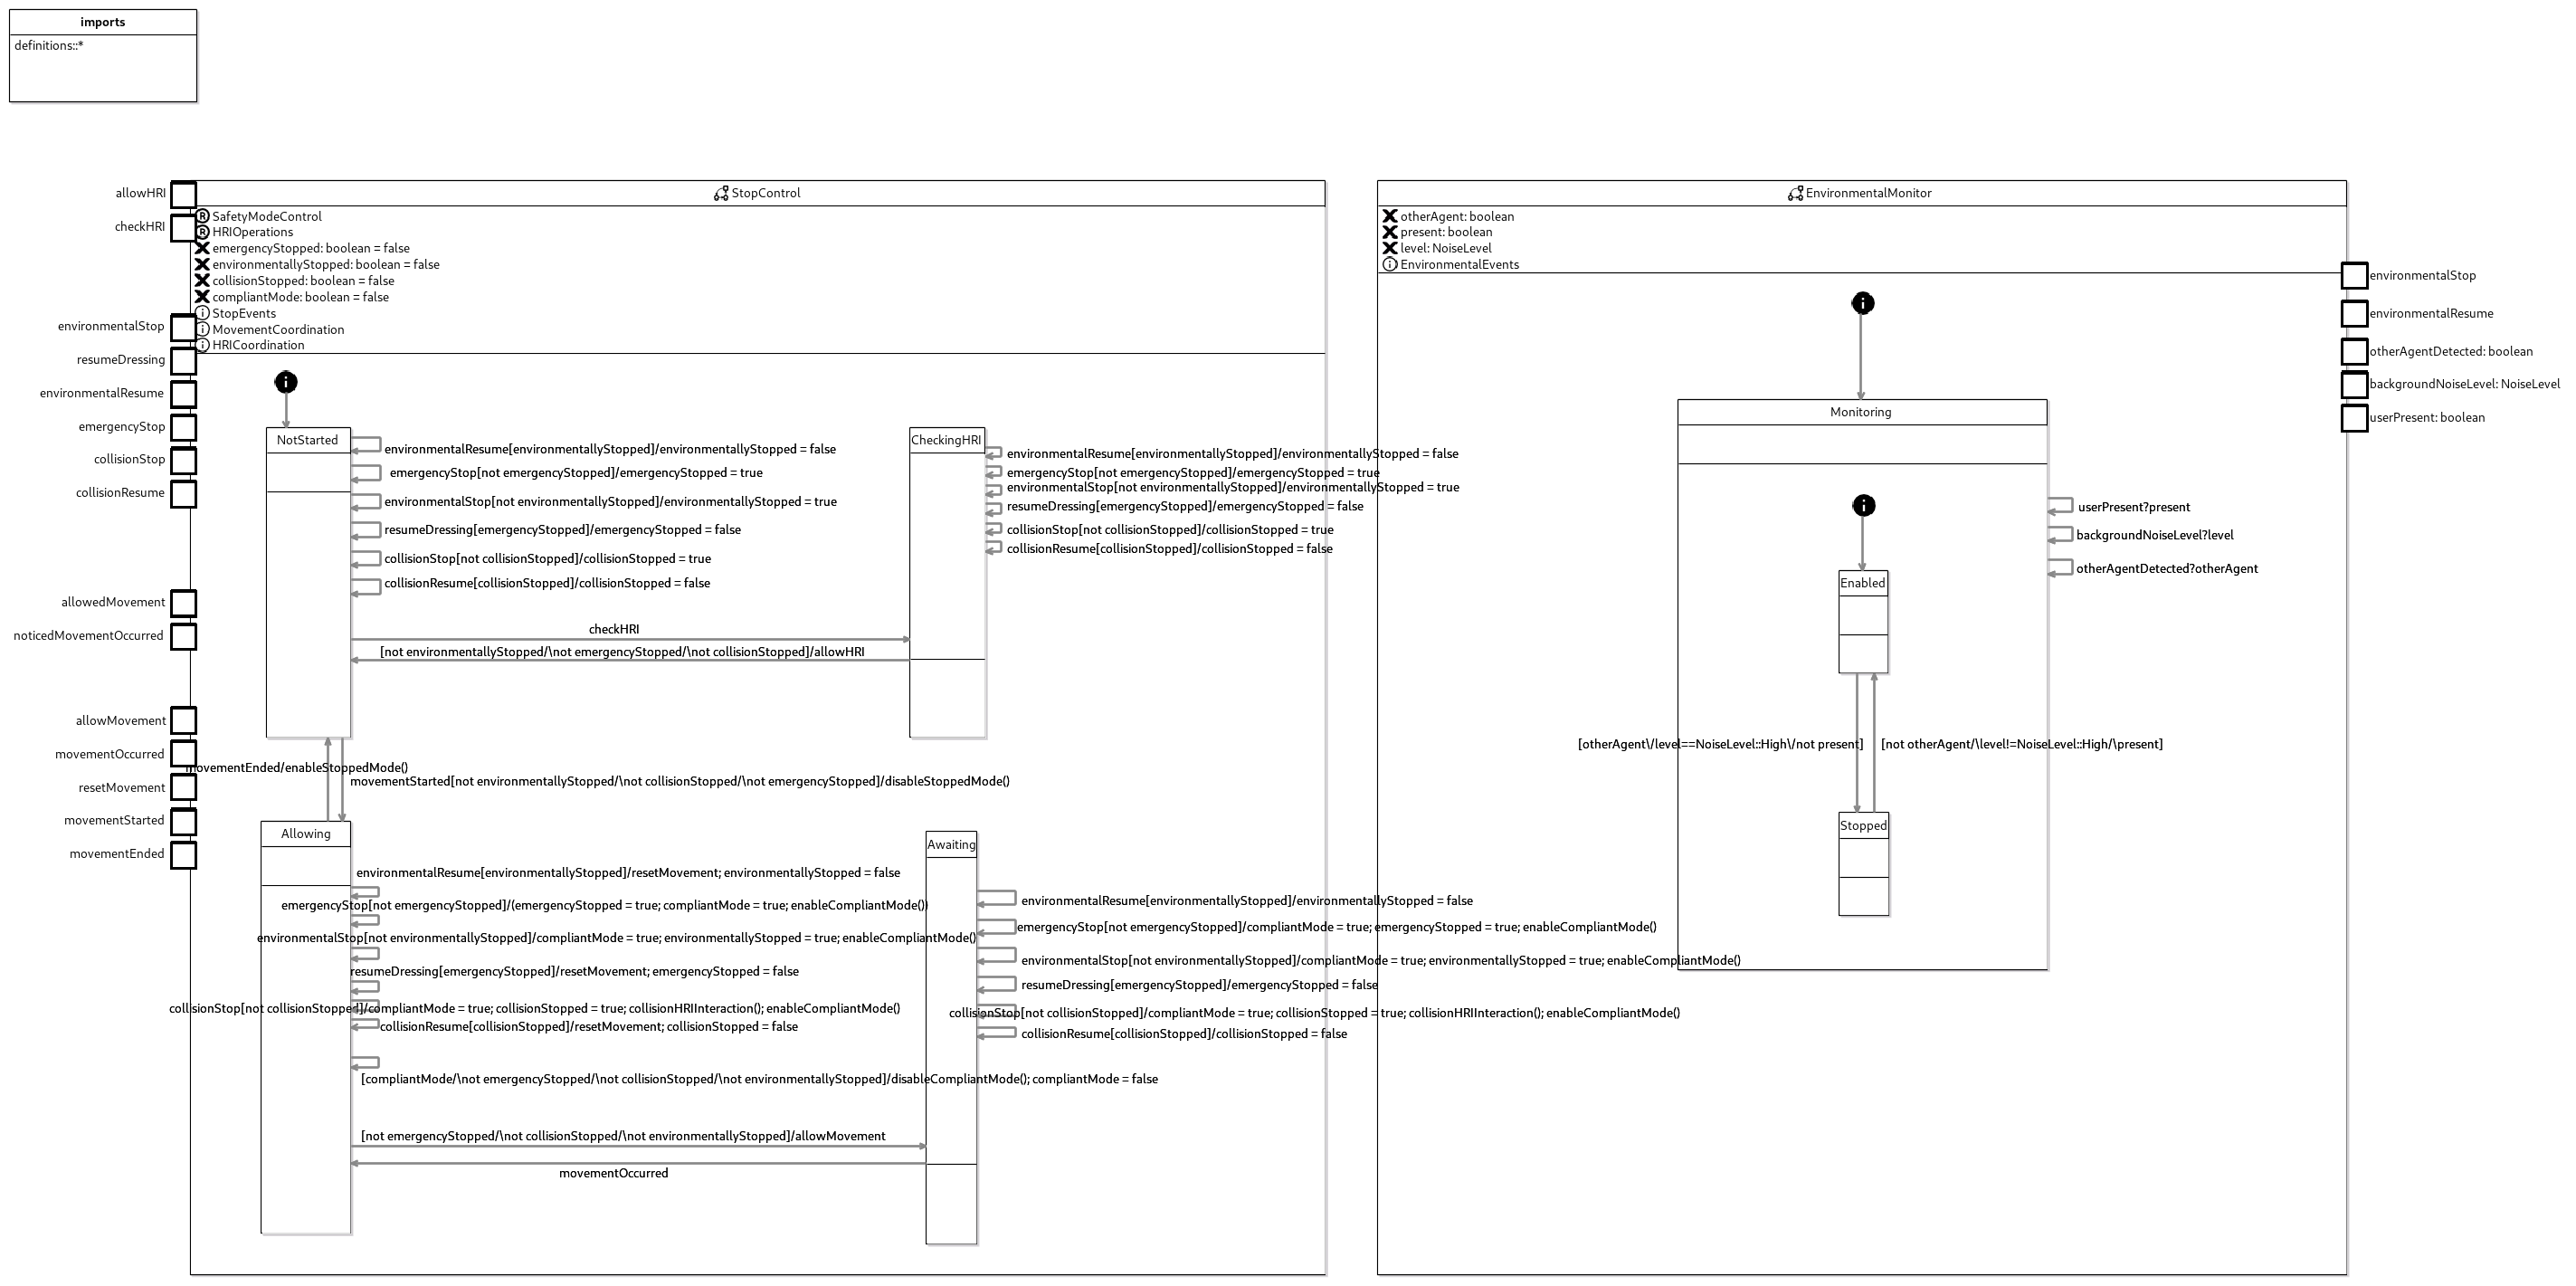 imports
definitions::*
StopControl
SafetyModeControl
HRIOperations
emergencyStopped: boolean = false
environmentallyStopped: boolean = false
collisionStopped: boolean = false
compliantMode: boolean = false
StopEvents
MovementCoordination
HRICoordination
allowHRI
checkHRI
environmentalStop
resumeDressing
environmentalResume
emergencyStop
collisionStop
collisionResume
allowedMovement
noticedMovementOccurred
allowMovement
movementOccurred
resetMovement
movementStarted
movementEnded
NotStarted
environmentalResume[environmentallyStopped]/environmentallyStopped = false
emergencyStop[not emergencyStopped]/emergencyStopped = true
environmentalStop[not environmentallyStopped]/environmentallyStopped = true
resumeDressing[emergencyStopped]/emergencyStopped = false
collisionStop[not collisionStopped]/collisionStopped = true
collisionResume[collisionStopped]/collisionStopped = false
CheckingHRI
environmentalResume[environmentallyStopped]/environmentallyStopped = false
emergencyStop[not emergencyStopped]/emergencyStopped = true
environmentalStop[not environmentallyStopped]/environmentallyStopped = true
resumeDressing[emergencyStopped]/emergencyStopped = false
collisionStop[not collisionStopped]/collisionStopped = true
collisionResume[collisionStopped]/collisionStopped = false
checkHRI
[not environmentallyStopped/\not emergencyStopped/\not collisionStopped]/allowHRI
movementEnded/enableStoppedMode()
movementStarted[not environmentallyStopped/\not collisionStopped/\not emergencyStopped]/disableStoppedMode()
Allowing
environmentalResume[environmentallyStopped]/resetMovement; environmentallyStopped = false
emergencyStop[not emergencyStopped]/(emergencyStopped = true; compliantMode = true; enableCompliantMode())
environmentalStop[not environmentallyStopped]/compliantMode = true; environmentallyStopped = true; enableCompliantMode()
resumeDressing[emergencyStopped]/resetMovement; emergencyStopped = false
collisionStop[not collisionStopped]/compliantMode = true; collisionStopped = true; collisionHRIInteraction(); enableCompliantMode()
collisionResume[collisionStopped]/resetMovement; collisionStopped = false
[compliantMode/\not emergencyStopped/\not collisionStopped/\not environmentallyStopped]/disableCompliantMode(); compliantMode = false
[not emergencyStopped/\not collisionStopped/\not environmentallyStopped]/allowMovement
movementOccurred
Awaiting
environmentalResume[environmentallyStopped]/environmentallyStopped = false
emergencyStop[not emergencyStopped]/compliantMode = true; emergencyStopped = true; enableCompliantMode()
environmentalStop[not environmentallyStopped]/compliantMode = true; environmentallyStopped = true; enableCompliantMode()
resumeDressing[emergencyStopped]/emergencyStopped = false
collisionStop[not collisionStopped]/compliantMode = true; collisionStopped = true; collisionHRIInteraction(); enableCompliantMode()
collisionResume[collisionStopped]/collisionStopped = false
EnvironmentalMonitor
otherAgent: boolean
present: boolean
level: NoiseLevel
EnvironmentalEvents
environmentalStop
environmentalResume
otherAgentDetected: boolean
backgroundNoiseLevel: NoiseLevel
userPresent: boolean
Monitoring
userPresent?present
backgroundNoiseLevel?level
otherAgentDetected?otherAgent
Enabled
[otherAgent\/level==NoiseLevel::High\/not present]
[not otherAgent/\level!=NoiseLevel::High/\present]
Stopped